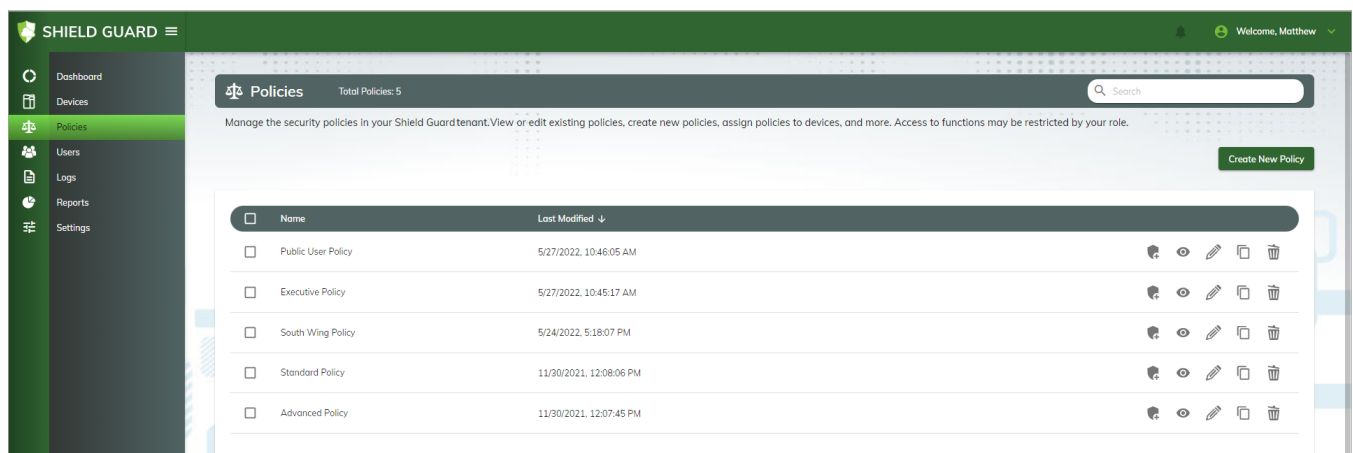 SHIELD GUARD
Welcome, Matthew
Dashboard
Devices
Policies
Users
Logs
Reports
Settings
Policies Total Policies: 5 Search
Manage the security policies in your Shield Guard tenant. View or edit existing policies, create new policies, assign policies to devices, and more. Access to functions may be restricted by your role.
Create New Policy
Name Last Modified ↓
Public User Policy 5/27/2022, 10:46:05 AM
Executive Policy 5/27/2022, 10:45:17 AM
South Wing Policy 5/24/2022, 5:18:07 PM
Standard Policy 11/30/2021, 12:08:06 PM
Advanced Policy 11/30/2021, 12:07:45 PM